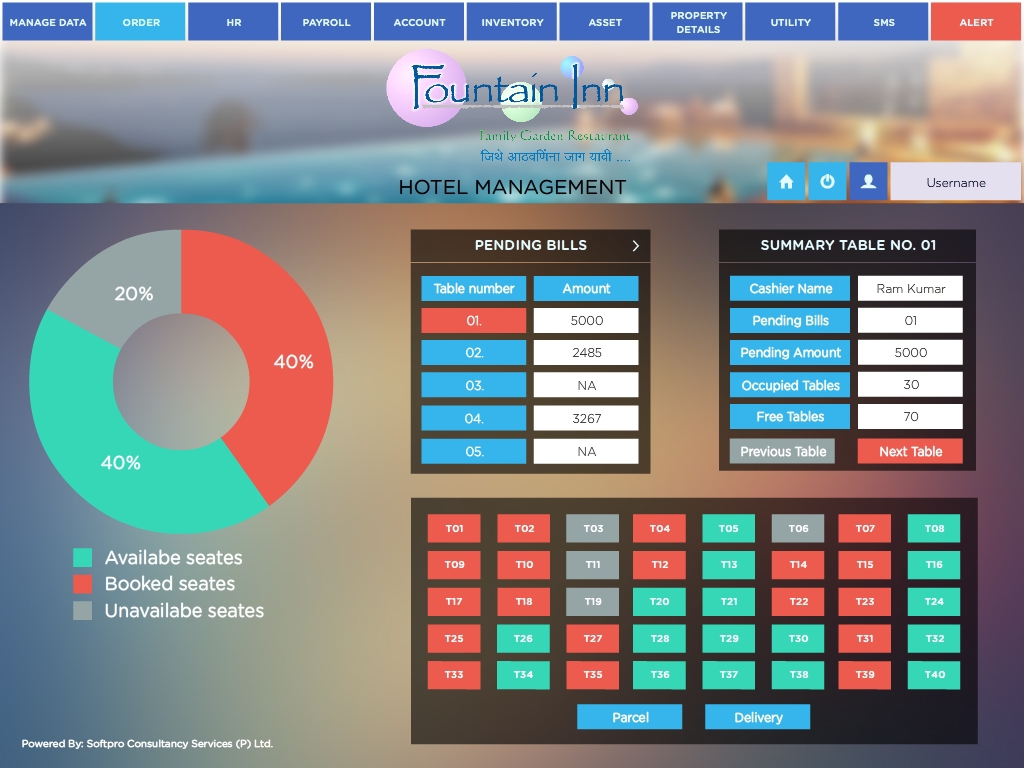 MANAGE DATA
ORDER
HR
PAYROLL
ACCOUNT
INVENTORY
ASSET
PROPERTY
DETAILS
UTILITY
SMS
ALERT
Fountain Inn
Family Garden Restaurant
जिथे आठवणिंना जाग यावी ....
HOTEL MANAGEMENT
Username
20%
40%
40%
Availabe seates
Booked seates
Unavailabe seates
PENDING BILLS >
Table number Amount
01. 5000
02. 2485
03. NA
04. 3267
05. NA
SUMMARY TABLE NO. 01
Cashier Name Ram Kumar
Pending Bills 01
Pending Amount 5000
Occupied Tables 30
Free Tables 70
Previous Table Next Table
T01 T02 T03 T04 T05 T06 T07 T08
T09 T10 T11 T12 T13 T14 T15 T16
T17 T18 T19 T20 T21 T22 T23 T24
T25 T26 T27 T28 T29 T30 T31 T32
T33 T34 T35 T36 T37 T38 T39 T40
Parcel Delivery
Powered By: Softpro Consultancy Services (P) Ltd.